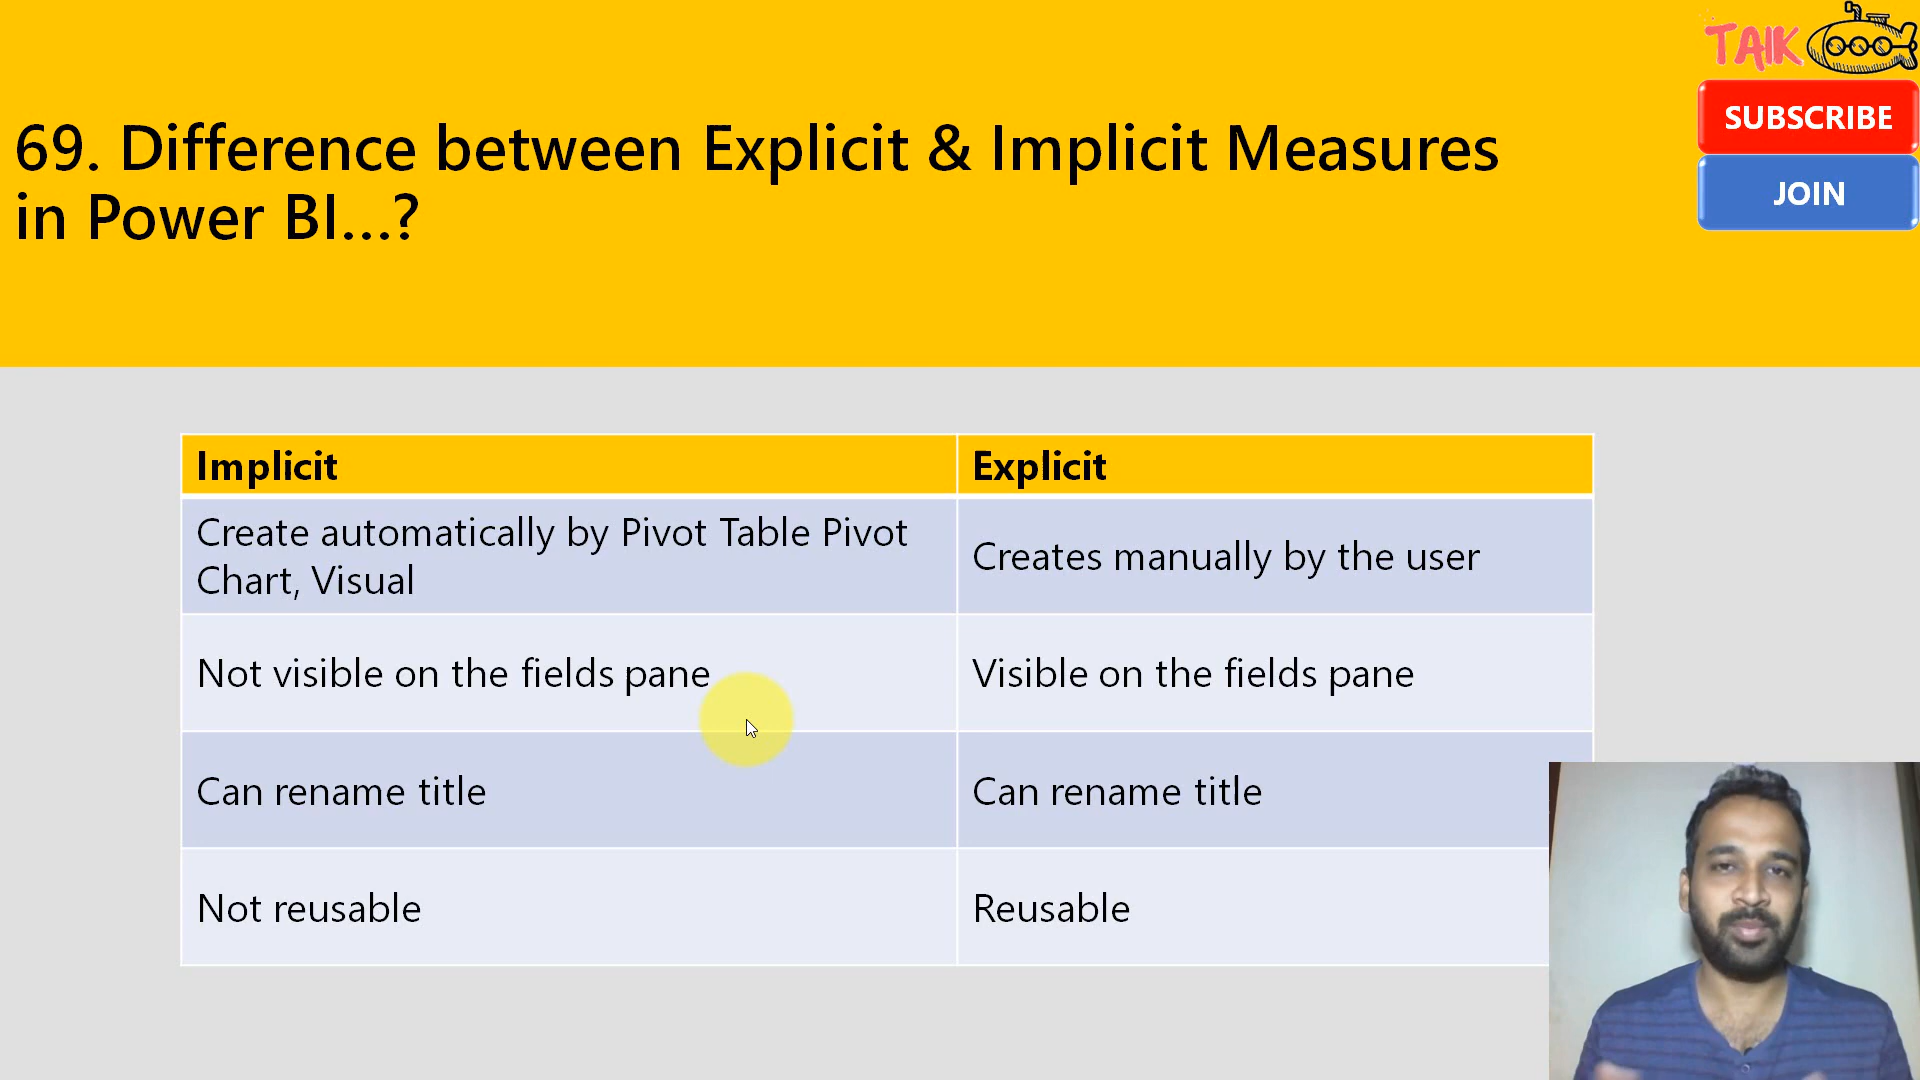 TAIK
SUBSCRIBE
JOIN
69. Difference between Explicit & Implicit Measures
in Power BI...?
Implicit
Explicit
Create automatically by Pivot Table Pivot
Chart, Visual
Creates manually by the user
Not visible on the fields pane
Visible on the fields pane
Can rename title
Can rename title
Not reusable
Reusable